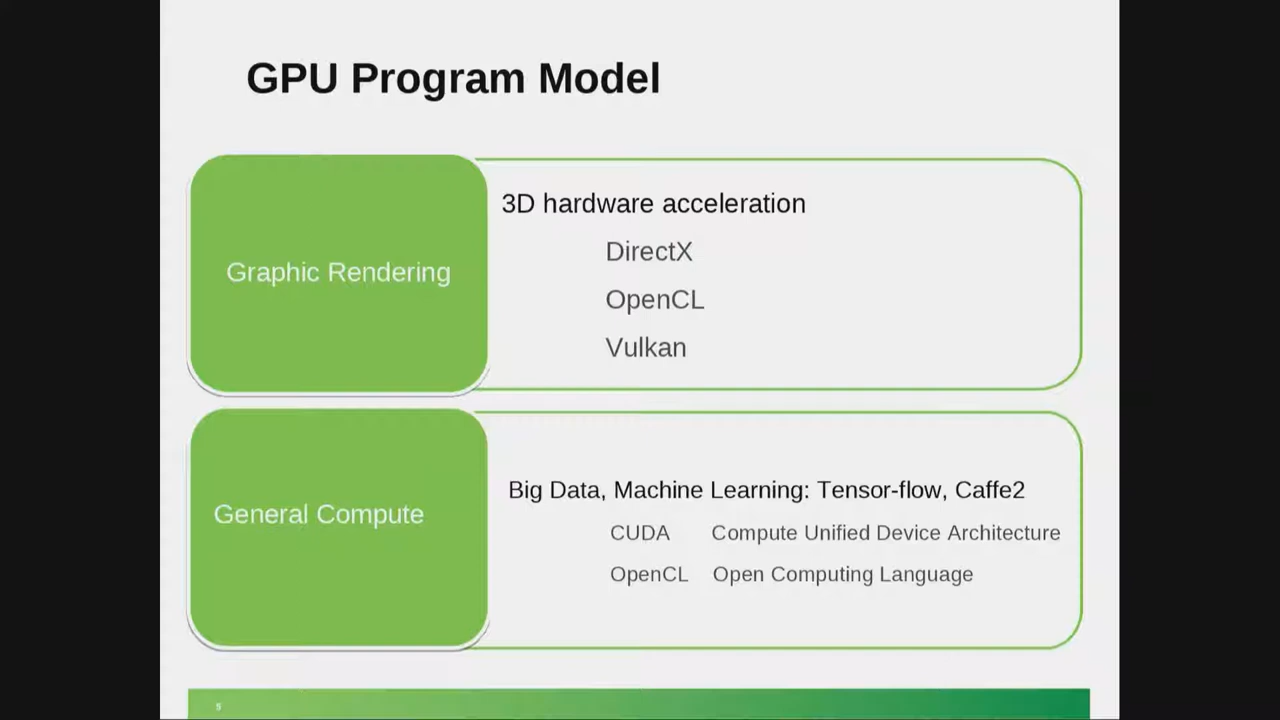 GPU Program Model
Graphic Rendering
3D hardware acceleration
DirectX
OpenCL
Vulkan
General Compute
Big Data, Machine Learning: Tensor-flow, Caffe2
CUDA Compute Unified Device Architecture
OpenCL Open Computing Language